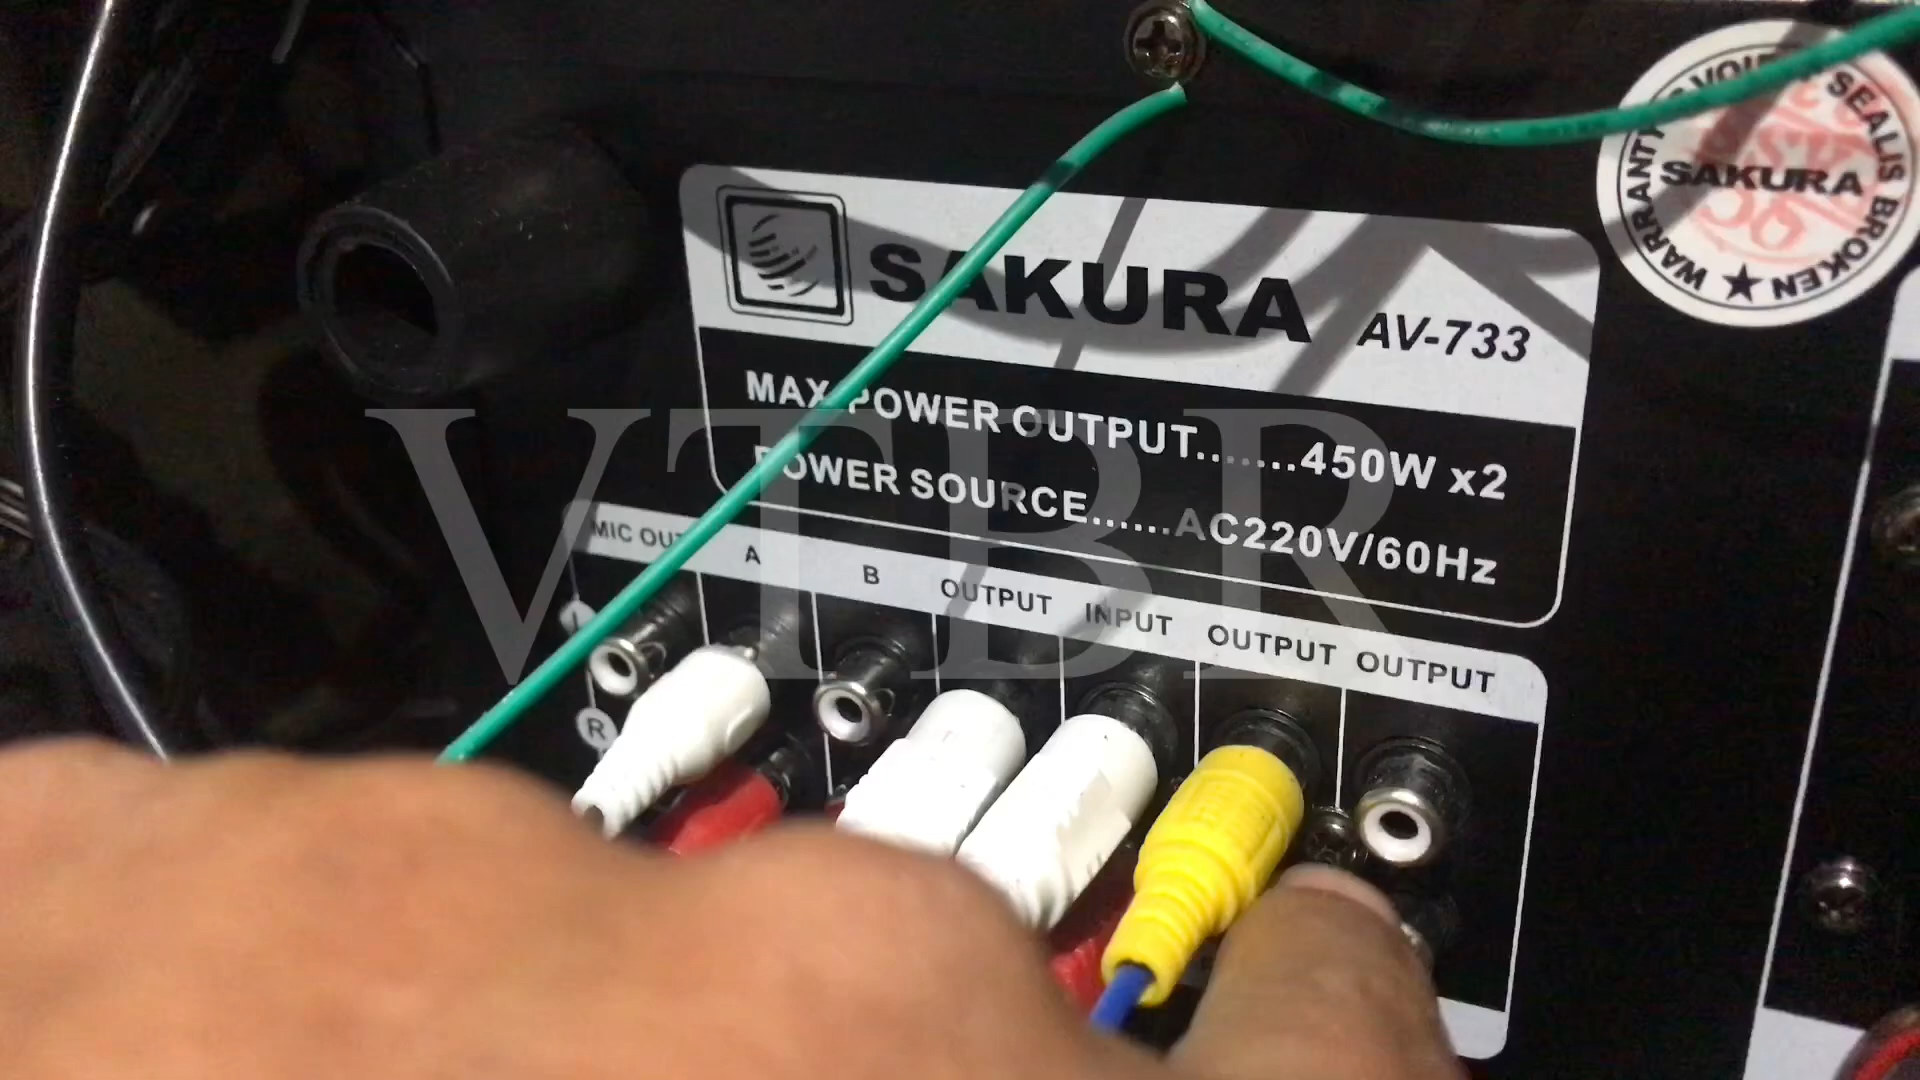 WARRANTY VOID IF SEAL IS BROKEN
SAKURA
SAKURA AV-733
MAX POWER OUTPUT.......450W x2
POWER SOURCE......AC220V/60Hz
MIC OUT A B OUTPUT INPUT OUTPUT OUTPUT
L
R
VTBR